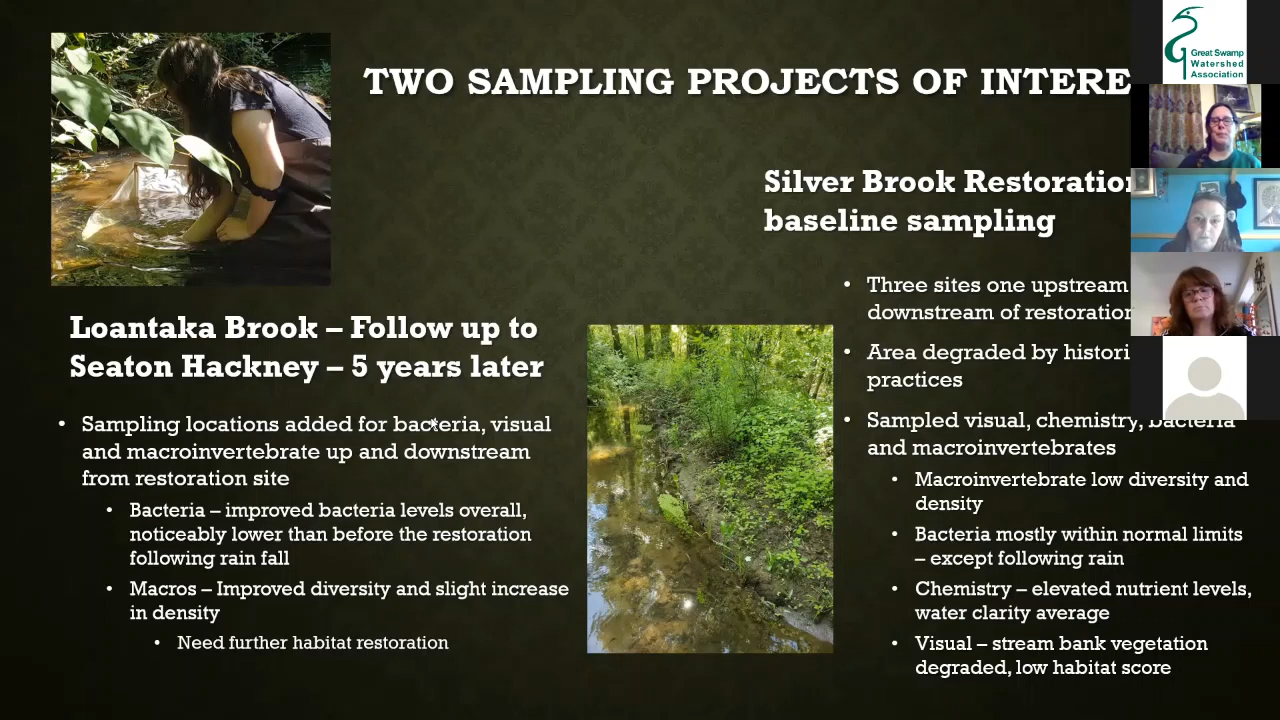 TWO SAMPLING PROJECTS OF INTERE
Great Swamp
Watershed
Association
Loantaka Brook – Follow up to
Seaton Hackney – 5 years later
• Sampling locations added for bacteria, visual
and macroinvertebrate up and downstream
from restoration site
• Bacteria – improved bacteria levels overall,
noticeably lower than before the restoration
following rain fall
• Macros – Improved diversity and slight increase
in density
• Need further habitat restoration
Silver Brook Restoration
baseline sampling
• Three sites one upstream
downstream of restoration
• Area degraded by histori
practices
• Sampled visual, chemistry, bacteria
and macroinvertebrates
• Macroinvertebrate low diversity and
density
• Bacteria mostly within normal limits
– except following rain
• Chemistry – elevated nutrient levels,
water clarity average
• Visual – stream bank vegetation
degraded, low habitat score